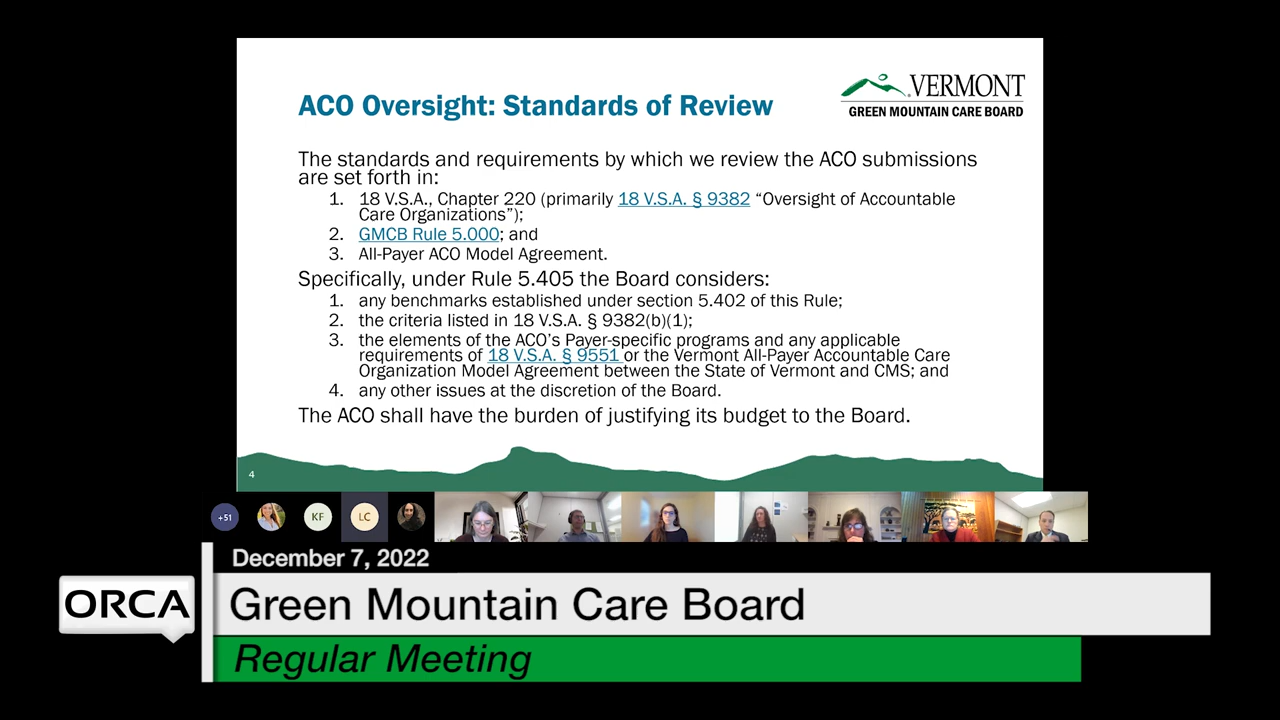 ACO Oversight: Standards of Review
VERMONT
GREEN MOUNTAIN CARE BOARD
The standards and requirements by which we review the ACO submissions
are set forth in:
1. 18 V.S.A., Chapter 220 (primarily 18 V.S.A. § 9382 “Oversight of Accountable
Care Organizations”);
2. GMCB Rule 5.000; and
3. All-Payer ACO Model Agreement.
Specifically, under Rule 5.405 the Board considers:
1. any benchmarks established under section 5.402 of this Rule;
2. the criteria listed in 18 V.S.A. § 9382(b)(1);
3. the elements of the ACO’s Payer-specific programs and any applicable
requirements of 18 V.S.A. § 9551 or the Vermont All-Payer Accountable Care
Organization Model Agreement between the State of Vermont and CMS; and
4. any other issues at the discretion of the Board.
The ACO shall have the burden of justifying its budget to the Board.
4
+51
KF
LC
December 7, 2022
ORCA
Green Mountain Care Board
Regular Meeting